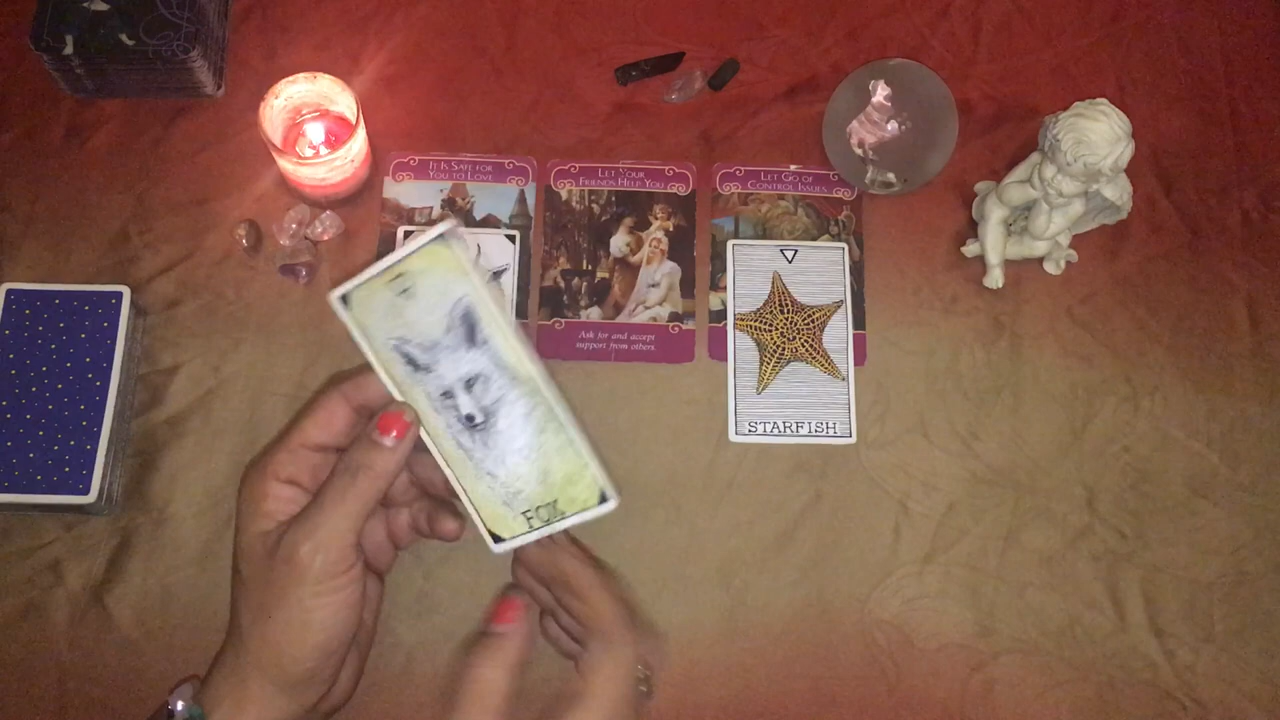 IT IS SAFE FOR
YOU TO LOVE
LET YOUR
FRIENDS HELP YOU
LET GO OF
CONTROL ISSUES
Ask for and accept
support from others.
STARFISH
FOX